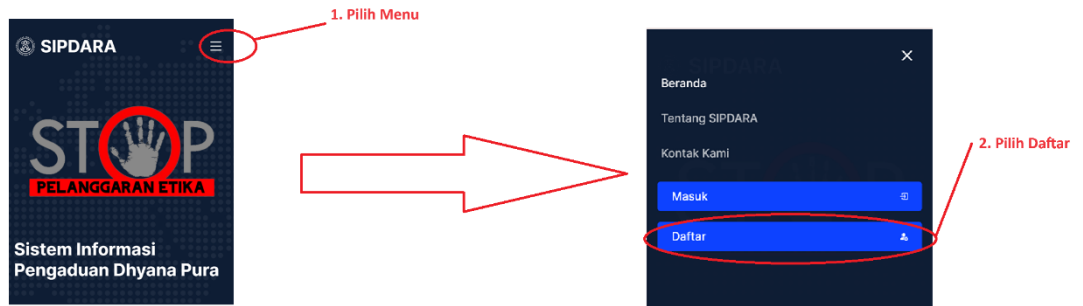 1. Pilih Menu
SIPDARA
STOP
PELANGGARAN ETIKA
Sistem Informasi
Pengaduan Dhyana Pura
SIPDARA
Beranda
Tentang SIPDARA
Kontak Kami
Masuk
Daftar
2. Pilih Daftar